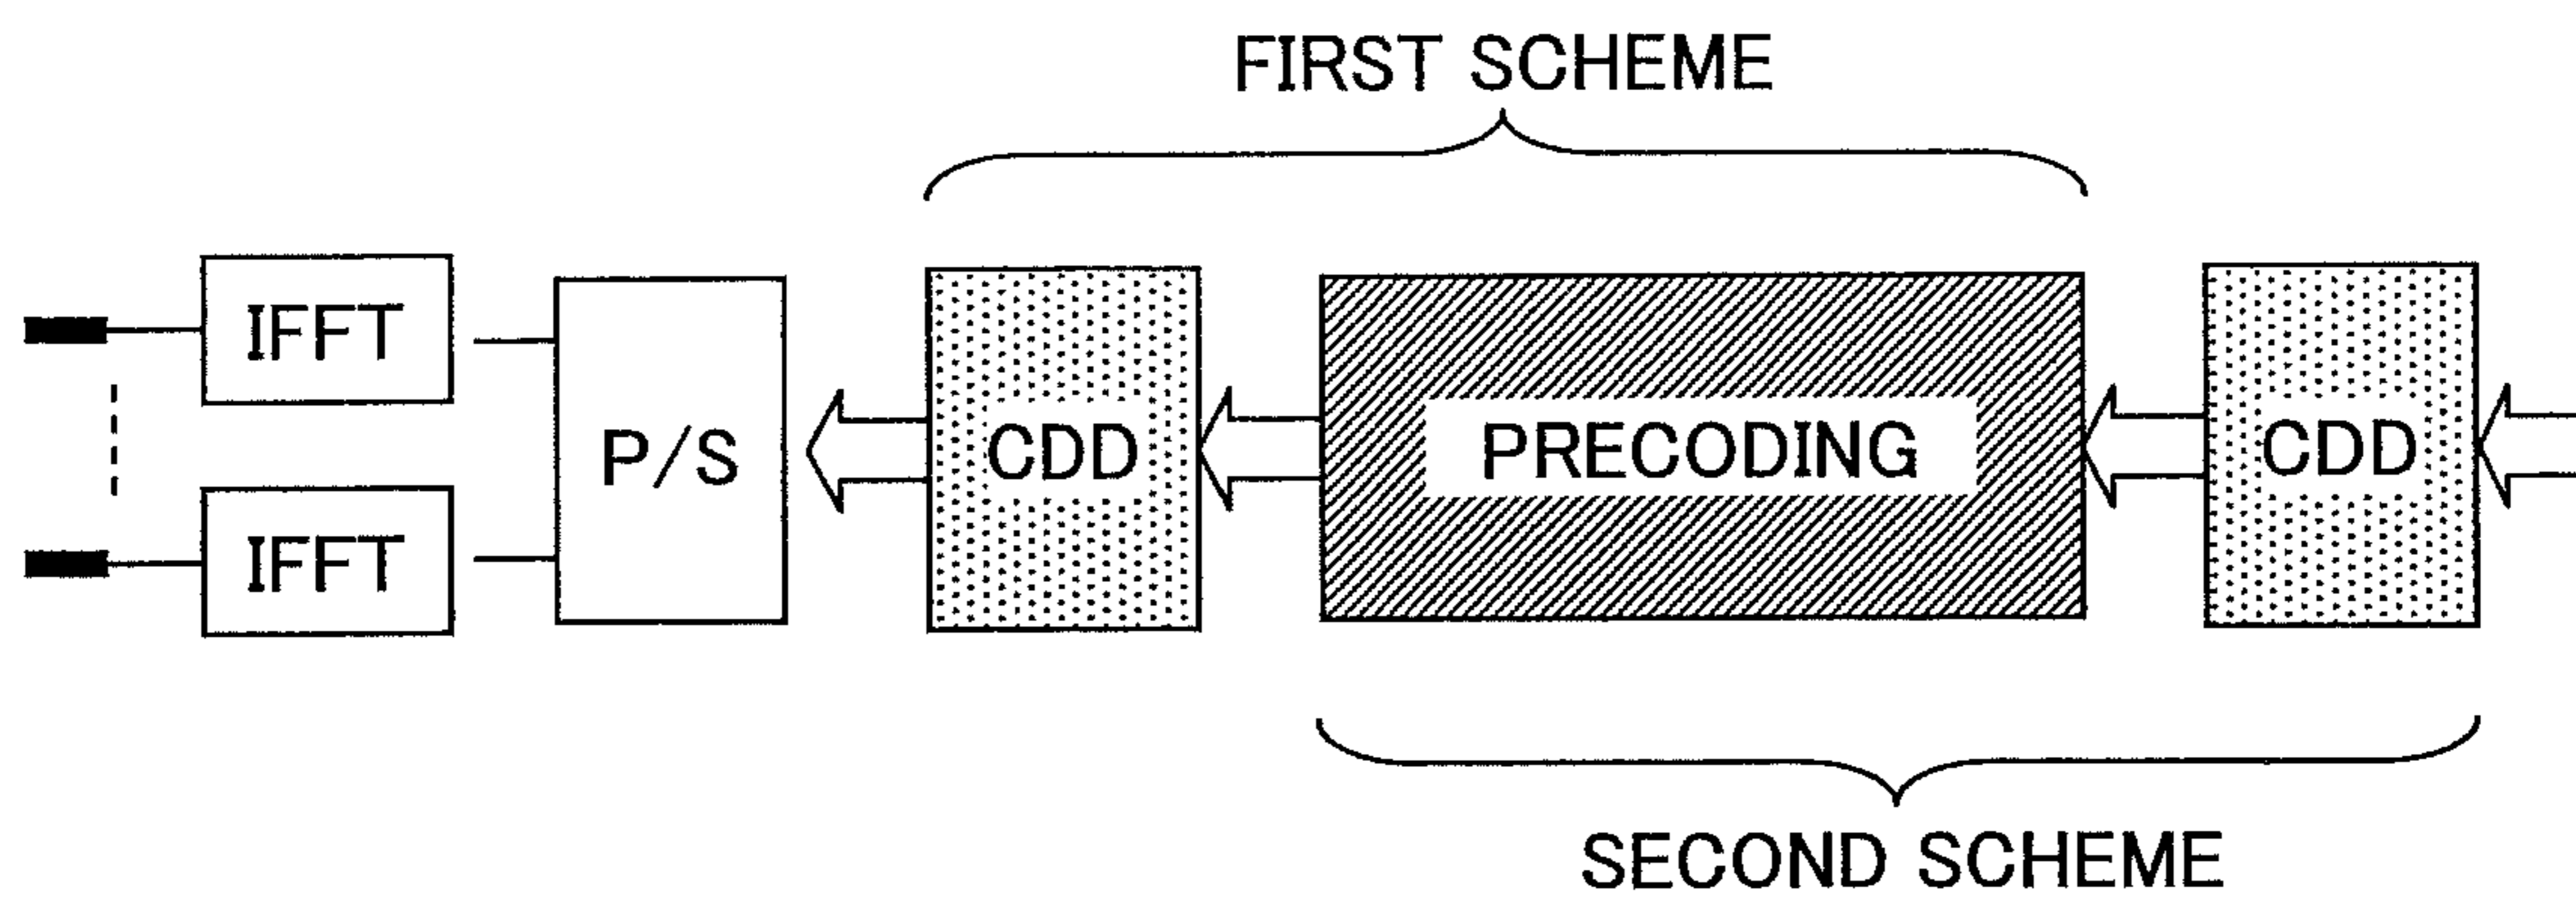 FIRST SCHEME
IFFT
P/S
CDD
PRECODING
CDD
IFFT
SECOND SCHEME